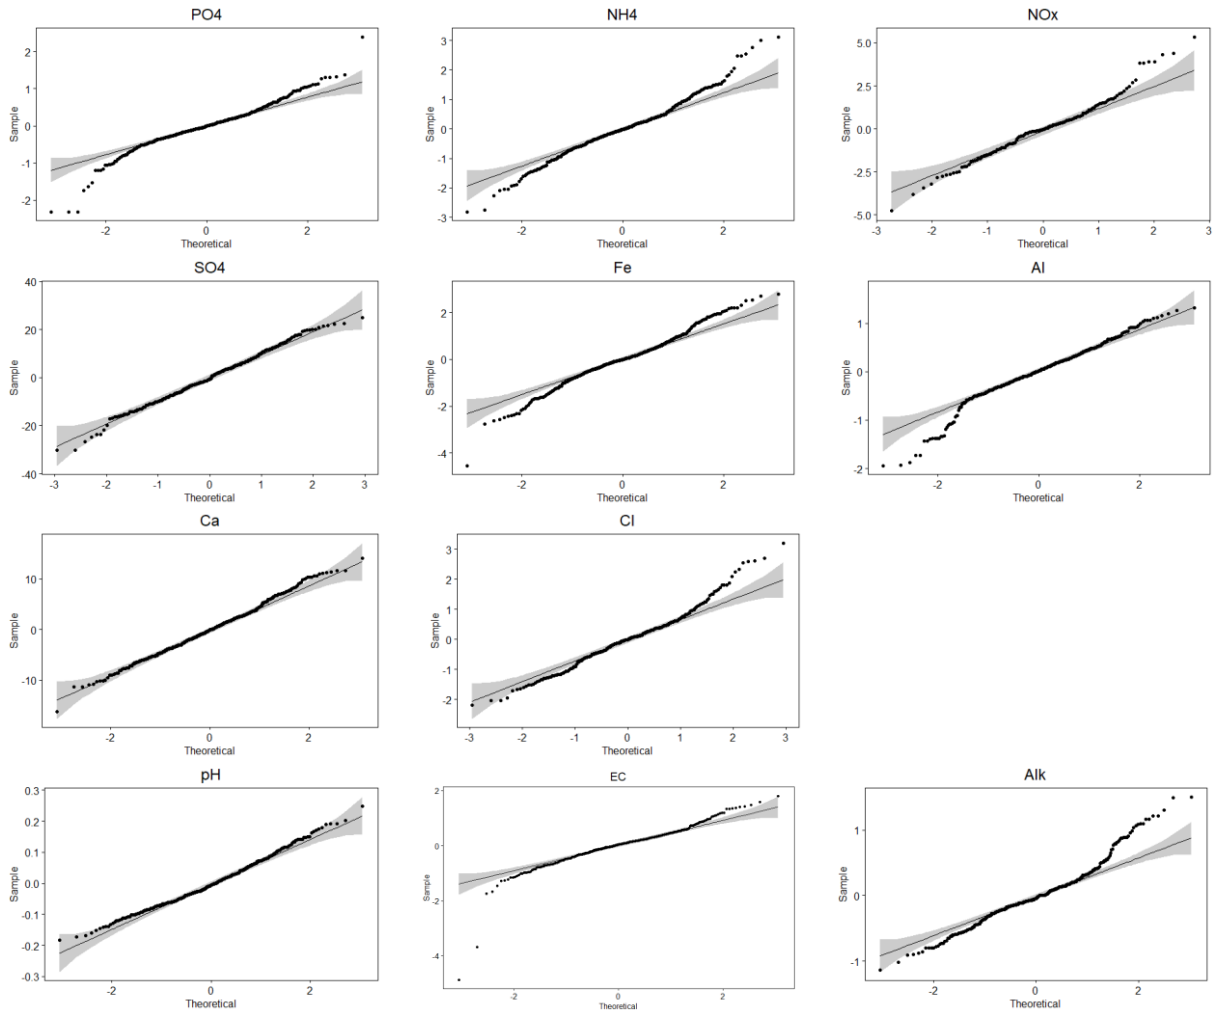 PO4
NH4
NOx
Sample
2
1
0
-1
-2
-2
0
2
Theoretical
Sample
3
2
1
0
-1
-2
-3
-2
0
2
Theoretical
Sample
5.0
2.5
0.0
-2.5
-5.0
-3
-2
-1
0
1
2
3
Theoretical
SO4
Fe
Al
Sample
40
20
0
-20
-40
-3
-2
-1
0
1
2
3
Theoretical
Sample
2
0
-2
-4
-2
0
2
Theoretical
Sample
1
0
-1
-2
-2
0
2
Theoretical
Ca
Cl
Sample
10
0
-10
-2
0
2
Theoretical
Sample
3
2
1
0
-1
-2
-3
-2
-1
0
1
2
3
Theoretical
pH
EC
Alk
Sample
0.3
0.2
0.1
0.0
-0.1
-0.2
-0.3
-2
0
2
Theoretical
Sample
2
0
-2
-4
-2
0
2
Theoretical
Sample
1
0
-1
-2
0
2
Theoretical